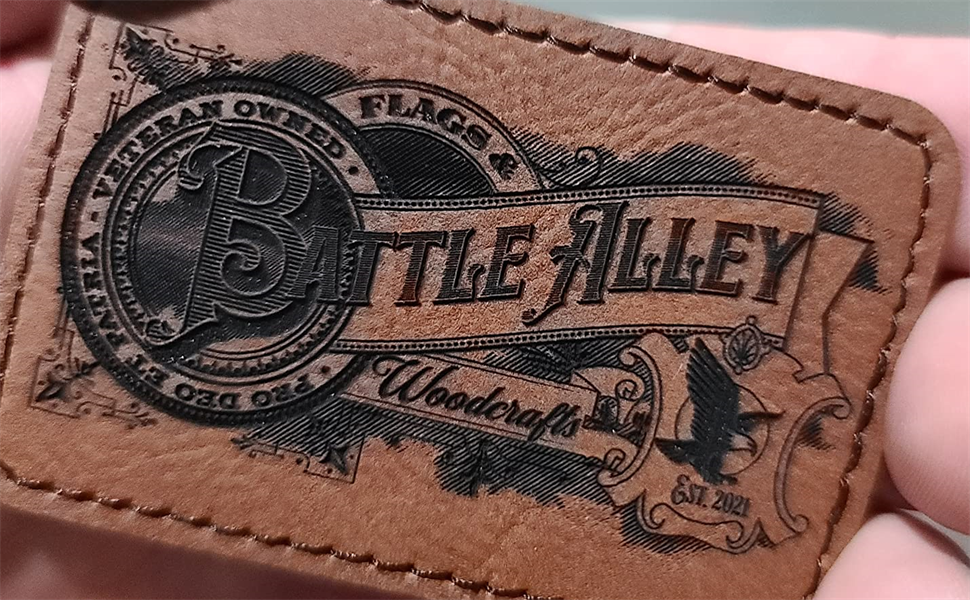 VETERAN OWNED
PRO DEO ET PATRIA
FLAGS &
BATTLE ALLEY
Woodcrafts
EST. 2021